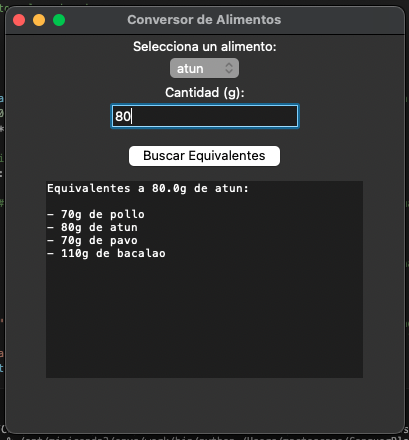 Conversor de Alimentos
Selecciona un alimento:
atun
Cantidad (g):
80
Buscar Equivalentes
Equivalentes a 80.0g de atun:
- 70g de pollo
- 80g de atun
- 70g de pavo
- 110g de bacalao